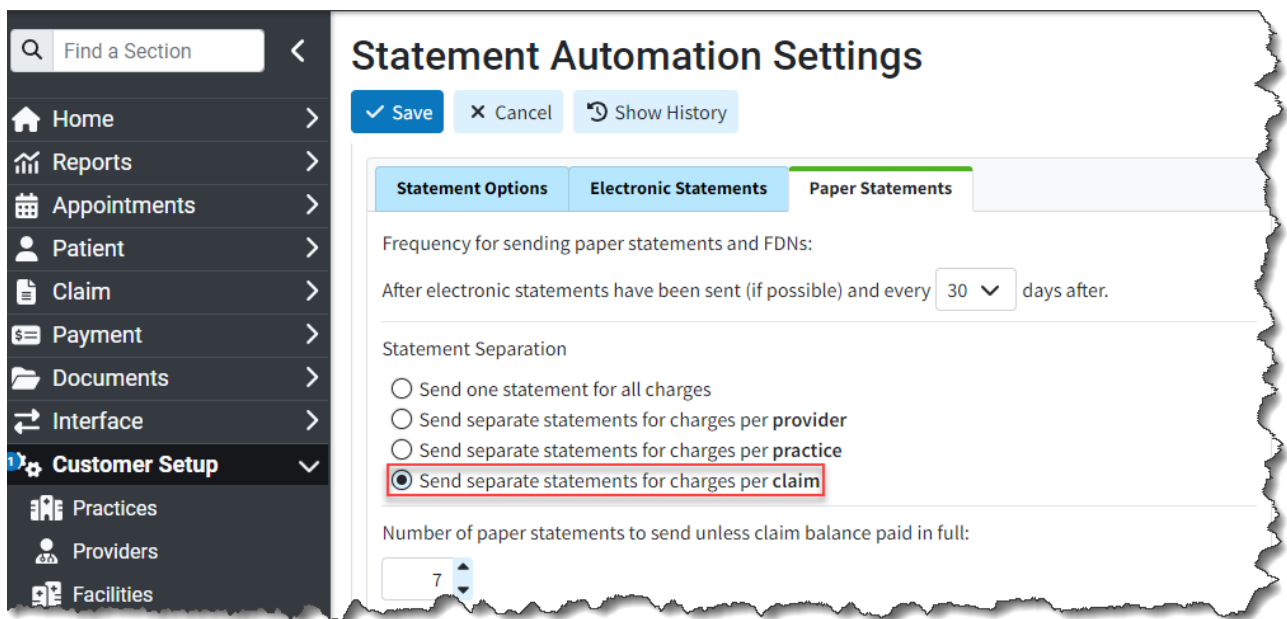 Find a Section
Home
Reports
Appointments
Patient
Claim
Payment
Documents
Interface
1
Customer Setup
Practices
Providers
Facilities
Statement Automation Settings
Save Cancel Show History
Statement Options Electronic Statements Paper Statements
Frequency for sending paper statements and FDNs:
After electronic statements have been sent (if possible) and every 30 days after.
Statement Separation
Send one statement for all charges
Send separate statements for charges per provider
Send separate statements for charges per practice
Send separate statements for charges per claim
Number of paper statements to send unless claim balance paid in full:
7